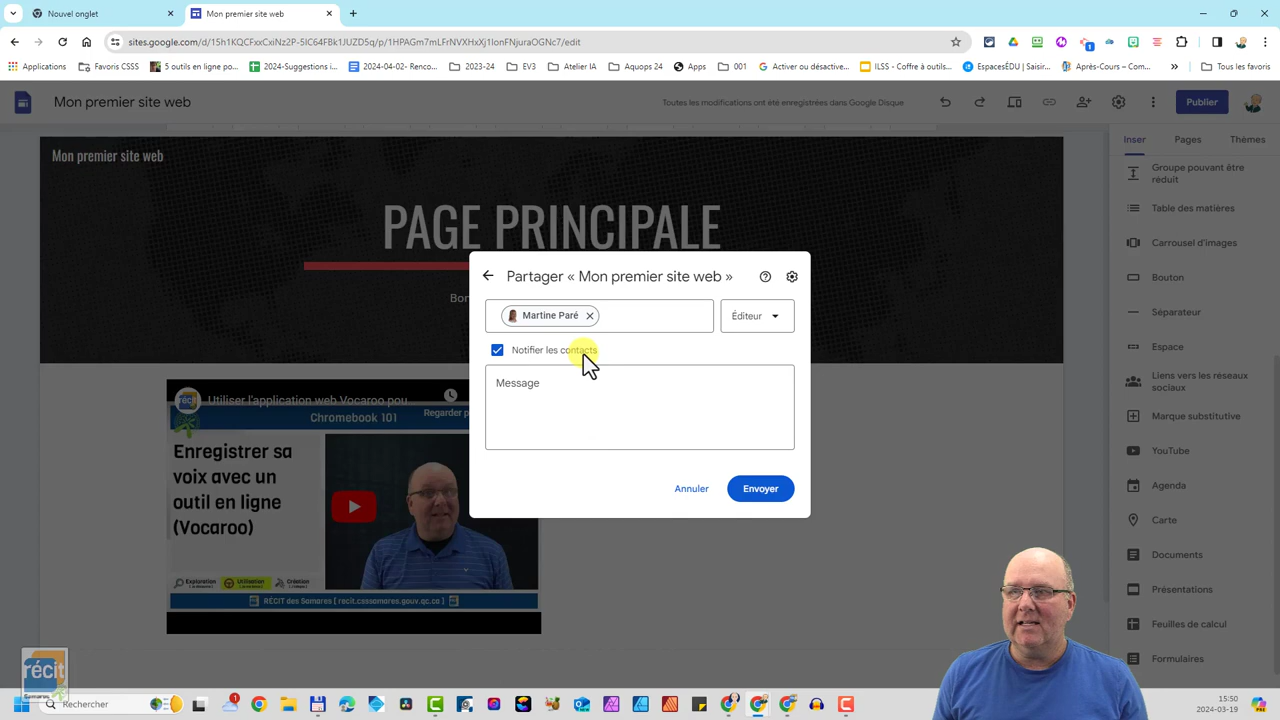 Nouvel onglet
Mon premier site web
sites.google.com/d/15h1KQCFxxCxiNz2P-5IC64FBk1JUZD5q/p/1HPAGm7mLFrNVXHxXj1lonFNjuraOGNc7/edit
Applications
Favoris CSSS
5 outils en ligne po...
2024-Suggestions i...
2024-04-02- Renco...
2023-24
EV3
Atelier IA
Aquops 24
Apps
001
Activer ou désactive...
ILSS - Coffre à outils...
EspacesÉDU | Saisir...
Après-Cours – Em...
Tous les favoris
Mon premier site web
Toutes les modifications ont été enregistrées dans Google Disque
Publier
Mon premier site web
Inser
Pages
Thèmes
PAGE PRINCIPALE
Bon
Partager « Mon premier site web »
Martine Paré
Éditeur
Notifier les contacts
Message
Annuler
Envoyer
Groupe pouvant être
réduit
Table des matières
Carrousel d'images
Bouton
Séparateur
Espace
Liens vers les réseaux
sociaux
Marque substitutive
YouTube
Agenda
Carte
Documents
Présentations
Feuilles de calcul
Formulaires
récit
Utiliser l'application web Vocaroo pou
Regarder p
Chromebook 101
Enregistrer sa
voix avec un
outil en ligne
(Vocaroo)
Exploration
Utilisation
Création
RÉCIT des Samares [ recit.csssamares.gouv.qc.ca ]
récit
Samares
Rechercher
15:50
2024-03-19